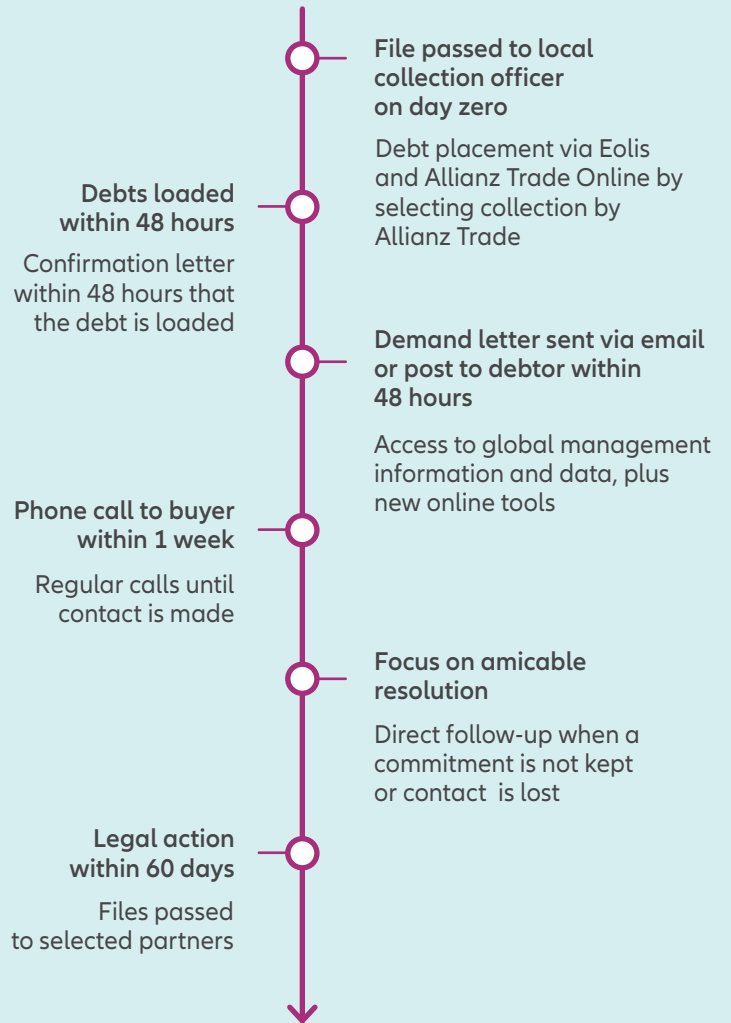 File passed to local
collection officer
on day zero
Debt placement via Eolis
and Allianz Trade Online by
selecting collection by
Allianz Trade
Debts loaded
within 48 hours
Confirmation letter
within 48 hours that
the debt is loaded
Demand letter sent via email
or post to debtor within
48 hours
Access to global management
information and data, plus
new online tools
Phone call to buyer
within 1 week
Regular calls until
contact is made
Focus on amicable
resolution
Direct follow-up when a
commitment is not kept
or contact is lost
Legal action
within 60 days
Files passed
to selected partners